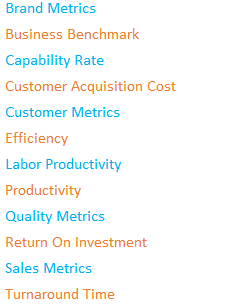 Brand Metrics
Business Benchmark
Capability Rate
Customer Acquisition Cost
Customer Metrics
Efficiency
Labor Productivity
Productivity
Quality Metrics
Return On Investment
Sales Metrics
Turnaround Time